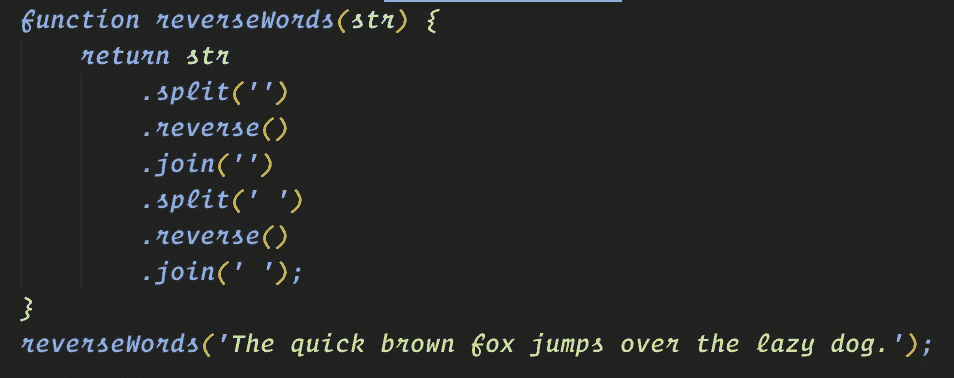 function reverseWords(str) {
    return str
        .split('')
        .reverse()
        .join('')
        .split(' ')
        .reverse()
        .join(' ');
}
reverseWords('The quick brown fox jumps over the lazy dog.');